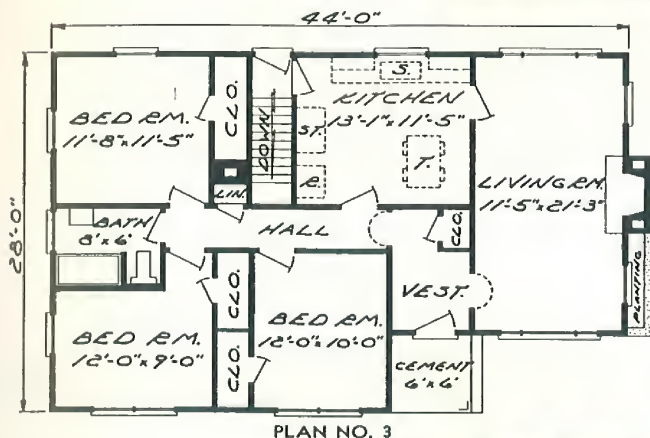 44'-0"
28'-0"
BED RM.
11'-8"x11'-5"
CLO.
DOWN
LIN.
S.
KITCHEN
13'-1"x11'-5"
ST.
R.
T.
LIVING RM.
11'-5"x21'-3"
BATH
8'x6'
HALL
CLO.
VEST.
PLANTING
BED RM.
12'-0"x9'-0"
CLO.
CLO.
BED RM.
12'-0"x10'-0"
CEMENT
6'x6'
PLAN NO. 3